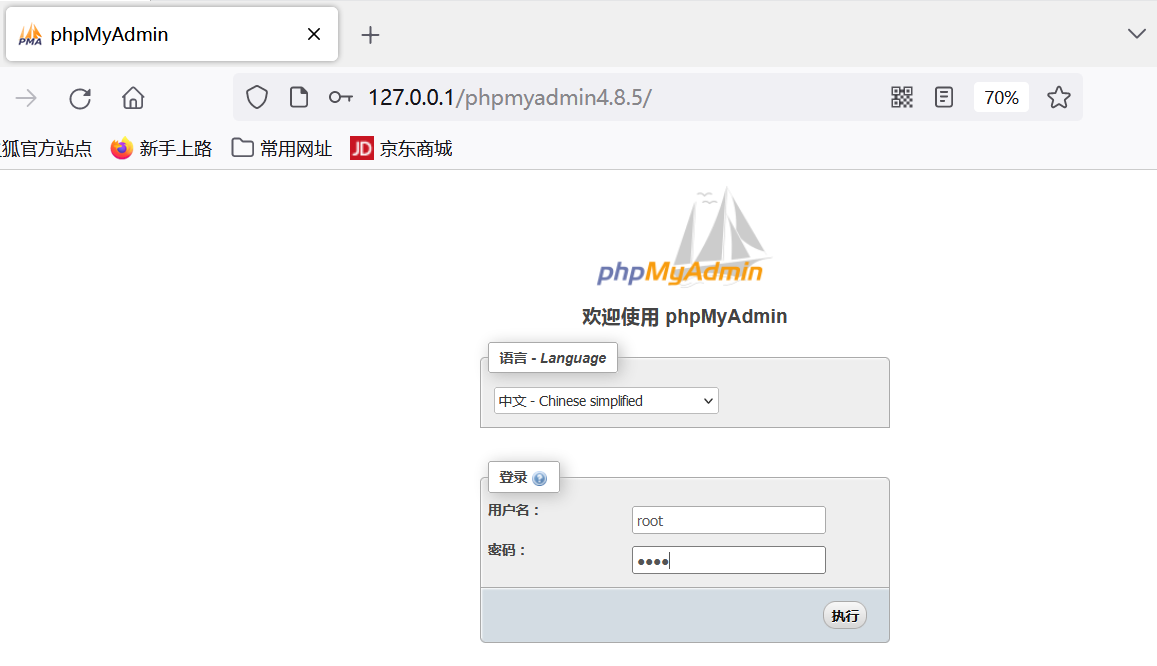 PMA phpMyAdmin
127.0.0.1/phpmyadmin4.8.5/ 70%
狐官方站点 新手上路 常用网址 JD 京东商城
phpMyAdmin
欢迎使用 phpMyAdmin
语言 - Language
中文 - Chinese simplified
登录 ?
用户名：
root
密码：
••••
执行